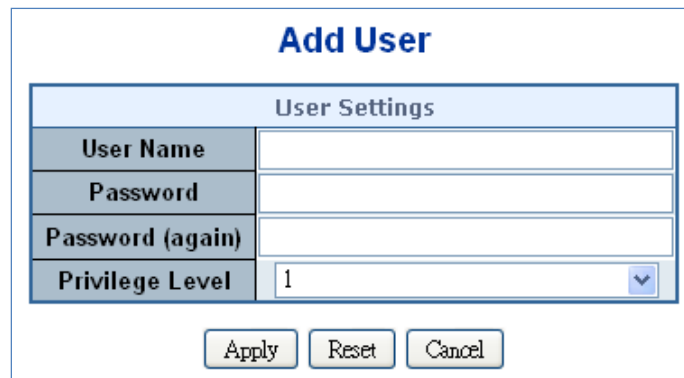 Add User
User Settings
User Name
Password
Password (again)
Privilege Level 1
Apply Reset Cancel